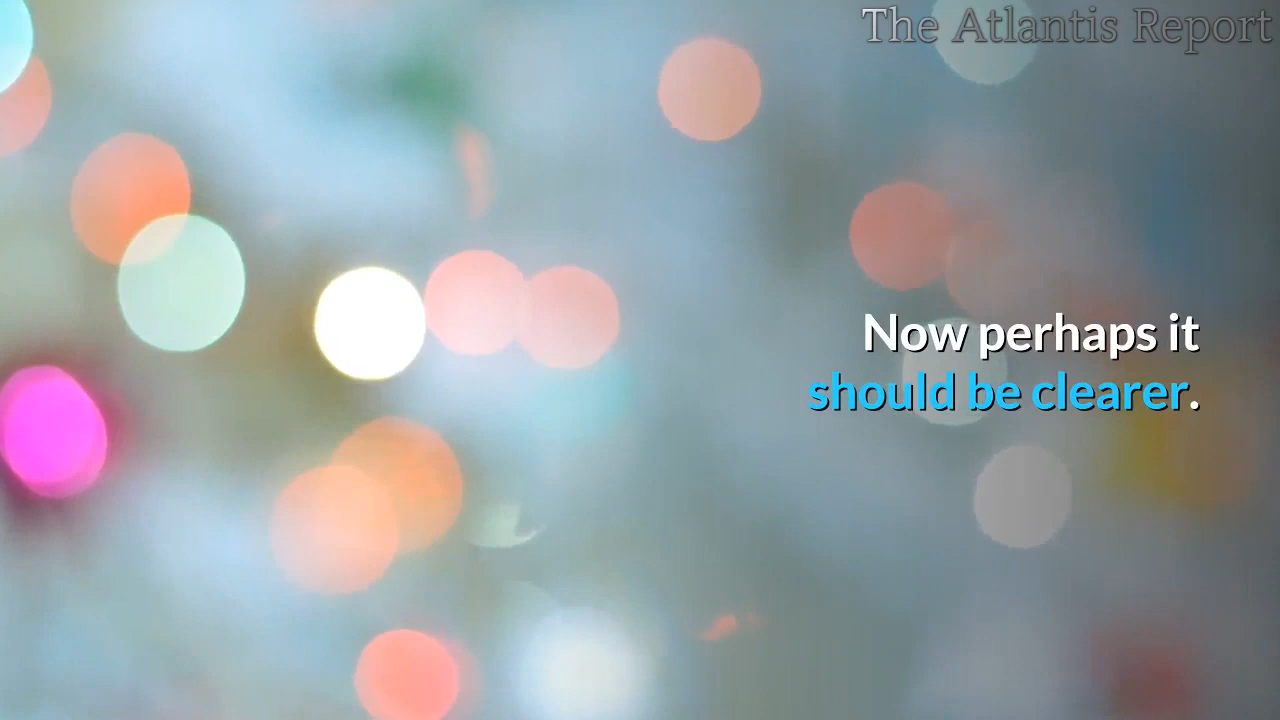 The Atlantis Report
Now perhaps it
should be clearer.